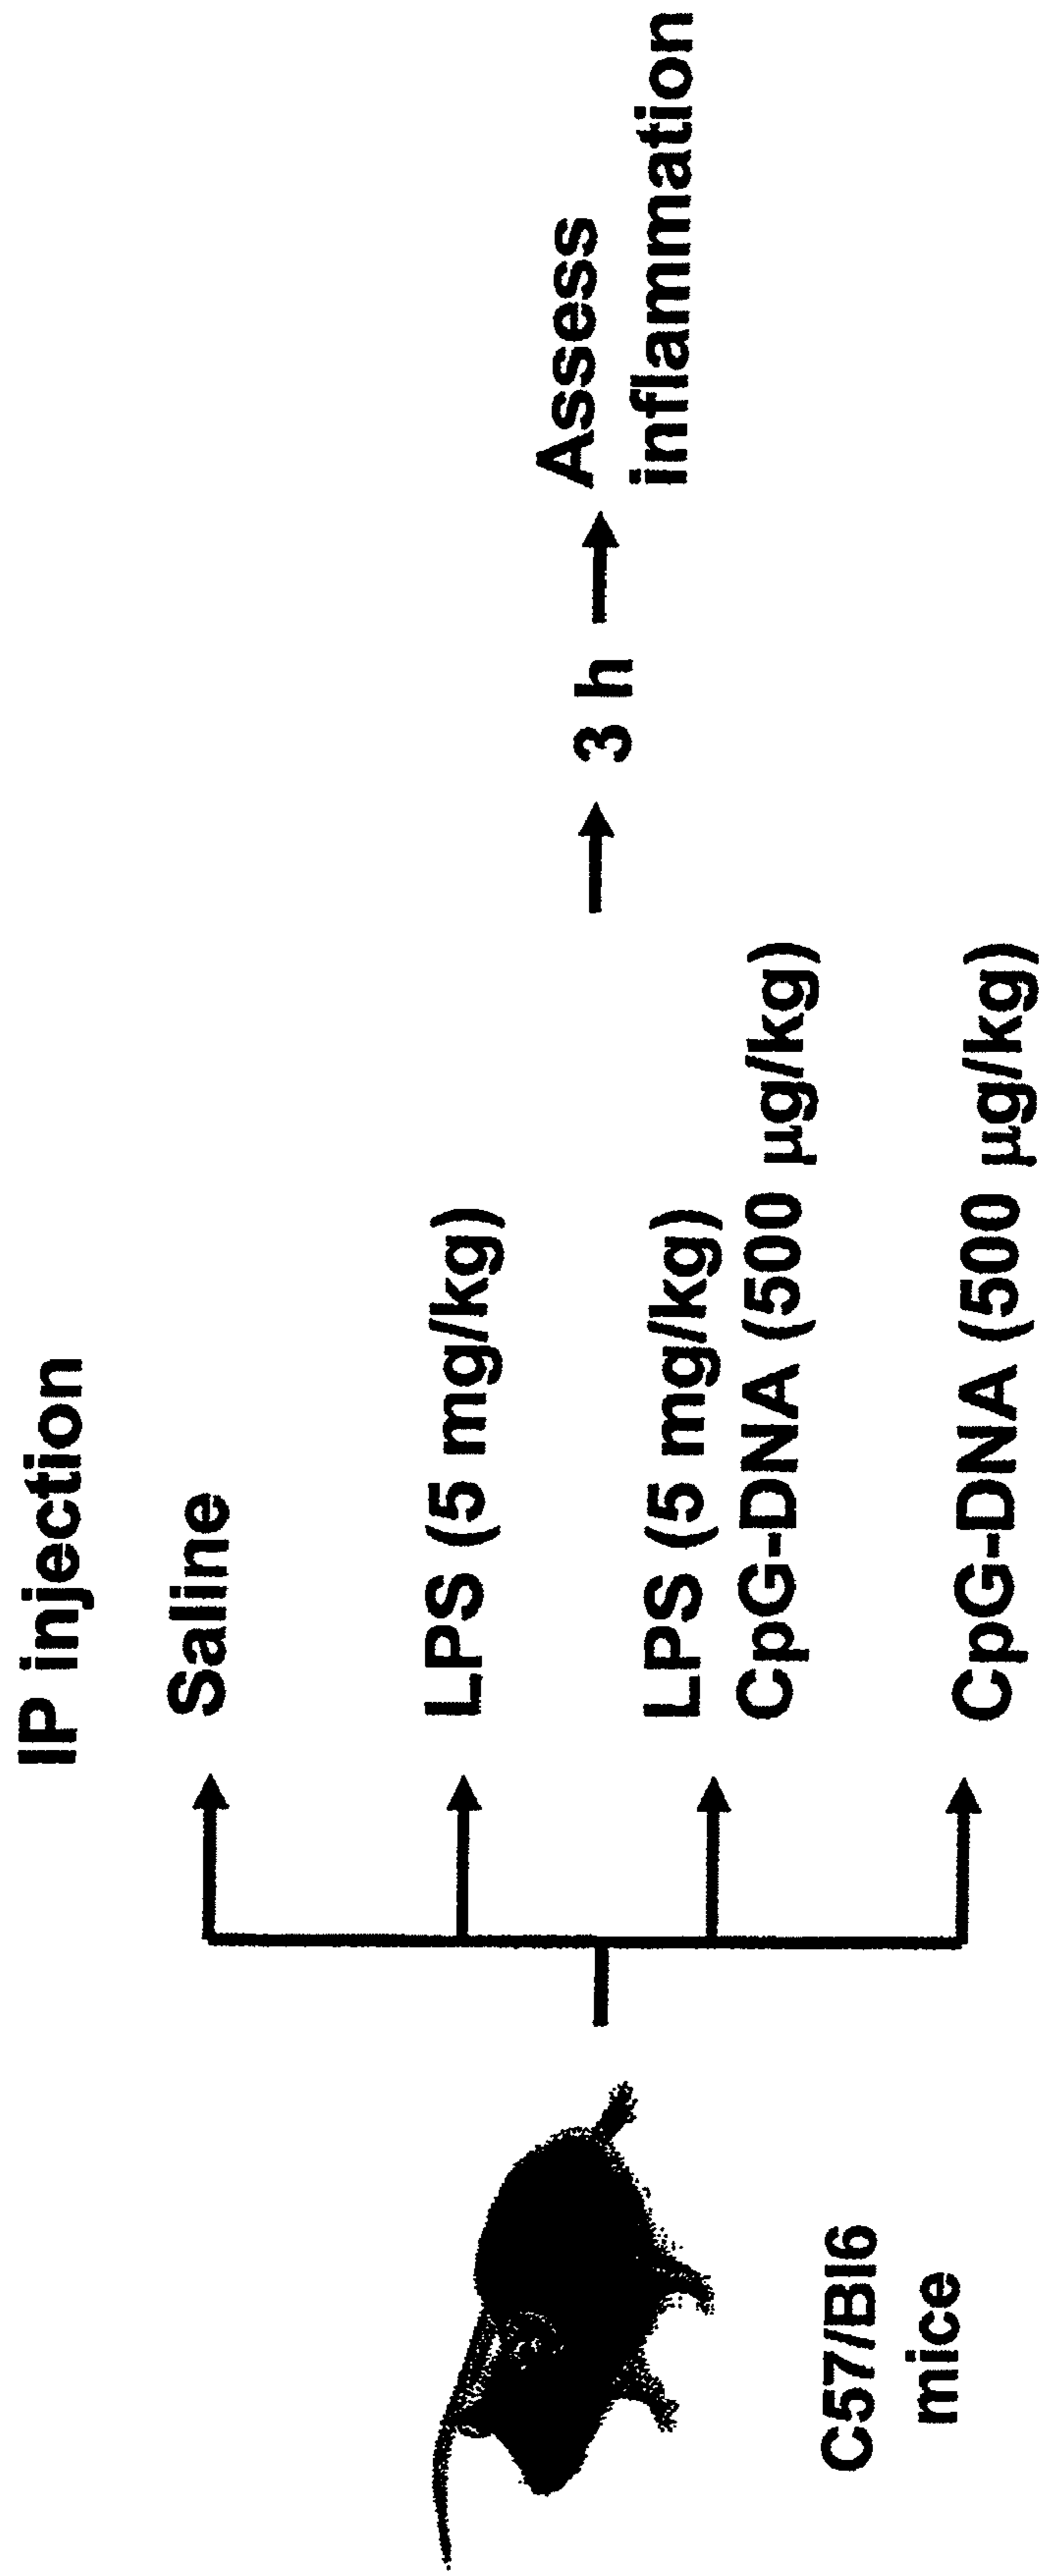 IP injection
Saline
LPS (5 mg/kg)
LPS (5 mg/kg)
CpG-DNA (500 µg/kg)
CpG-DNA (500 µg/kg)
3 h
Assess
inflammation
C57/Bl6
mice